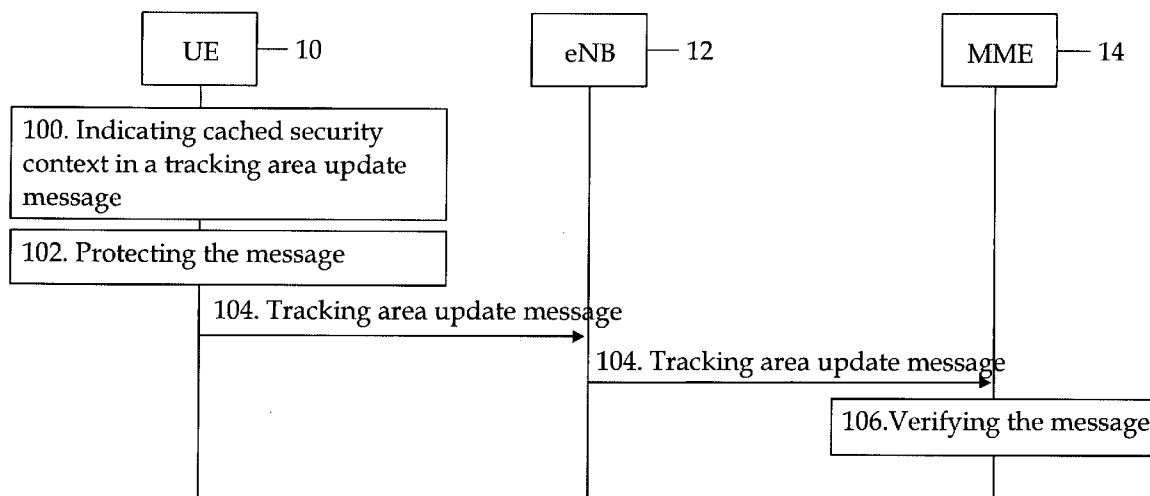 UE
10
eNB
12
MME
14
100. Indicating cached security
context in a tracking area update
message
102. Protecting the message
104. Tracking area update message
104. Tracking area update message
106.Verifying the message